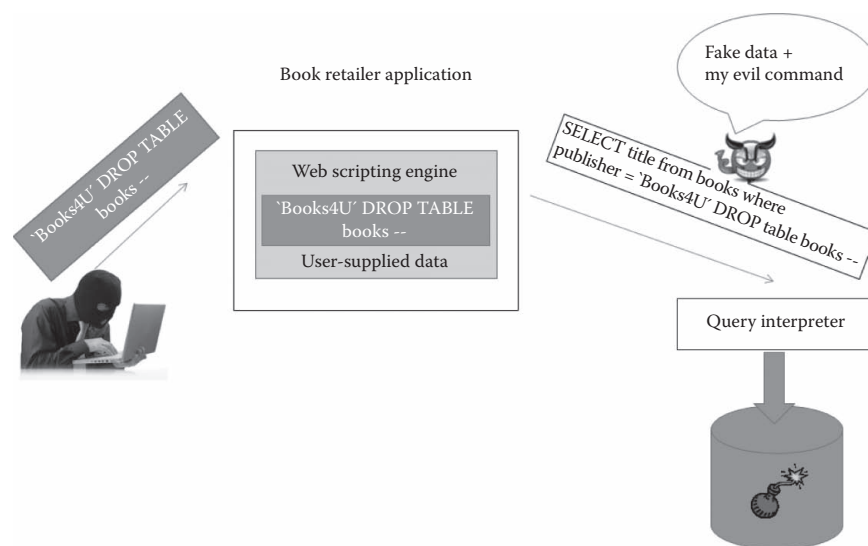 Fake data +
my evil command
Book retailer application
`Books4U´ DROP TABLE
books --
Web scripting engine
`Books4U´ DROP TABLE
books --
User-supplied data
SELECT title from books where
publisher = `Books4U´ DROP table books --
Query interpreter